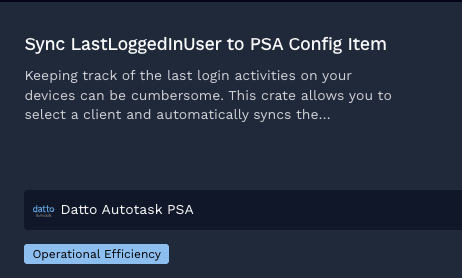 Sync LastLoggedInUser to PSA Config Item
Keeping track of the last login activities on your
devices can be cumbersome. This crate allows you to
select a client and automatically syncs the...
datto Datto Autotask PSA
Operational Efficiency